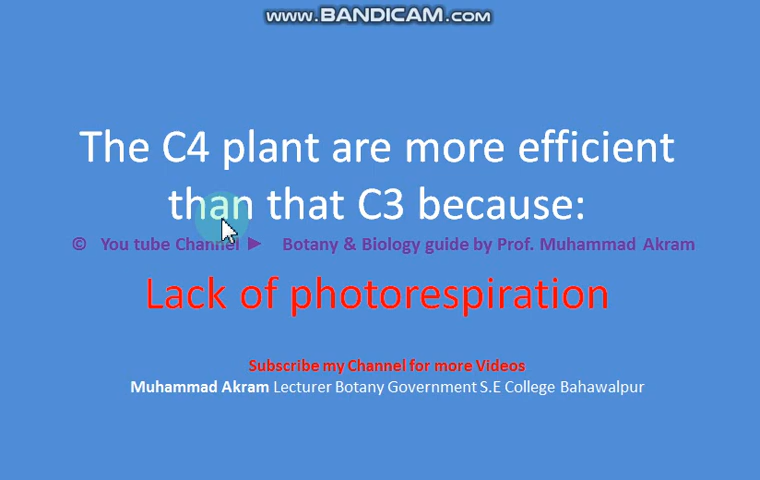 www.BANDICAM.com
The C4 plant are more efficient
than that C3 because:
© You tube Channel ► Botany & Biology guide by Prof. Muhammad Akram
Lack of photorespiration
Subscribe my Channel for more Videos
Muhammad Akram Lecturer Botany Government S.E College Bahawalpur